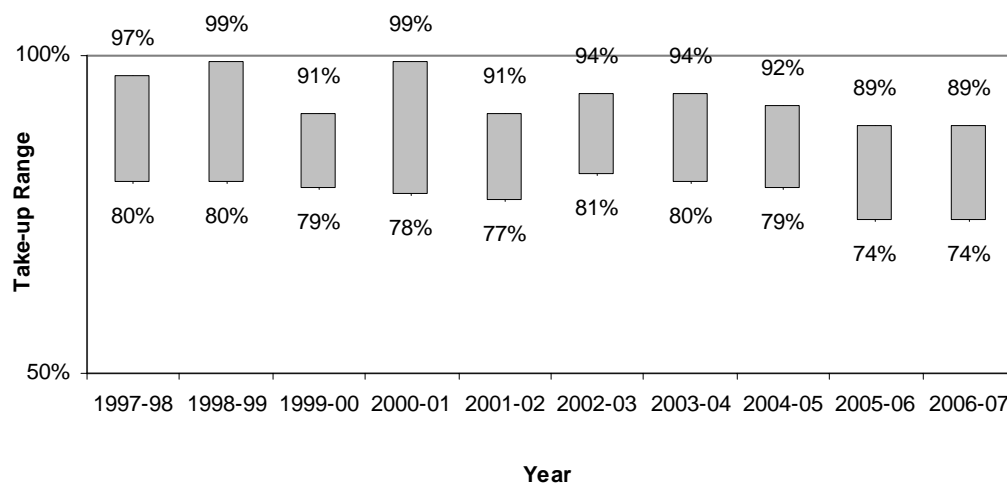 97% 99% 91% 99% 91% 94% 94% 92% 89% 89%
100%
Take-up Range
80% 80% 79% 78% 77% 81% 80% 79% 74% 74%
50%
1997-98 1998-99 1999-00 2000-01 2001-02 2002-03 2003-04 2004-05 2005-06 2006-07
Year